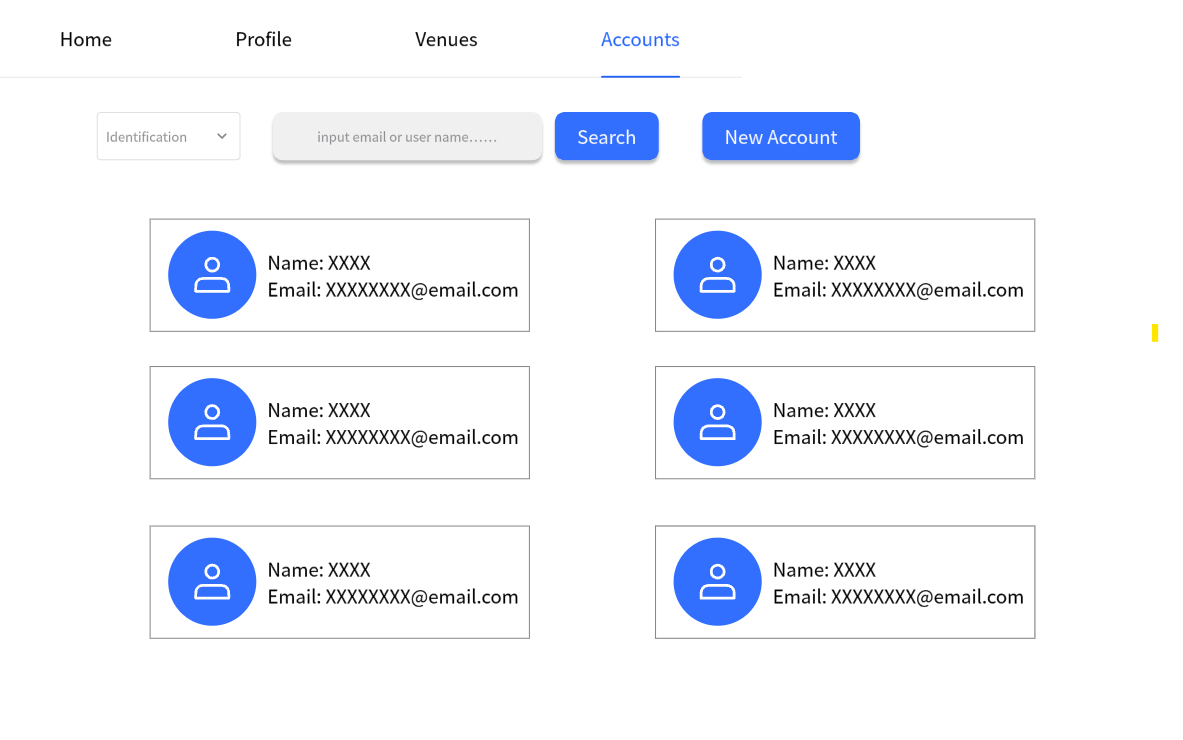 Home
Profile
Venues
Accounts
Identification
input email or user name......
Search
New Account
Name: XXXX
Email: XXXXXXXX@email.com
Name: XXXX
Email: XXXXXXXX@email.com
Name: XXXX
Email: XXXXXXXX@email.com
Name: XXXX
Email: XXXXXXXX@email.com
Name: XXXX
Email: XXXXXXXX@email.com
Name: XXXX
Email: XXXXXXXX@email.com